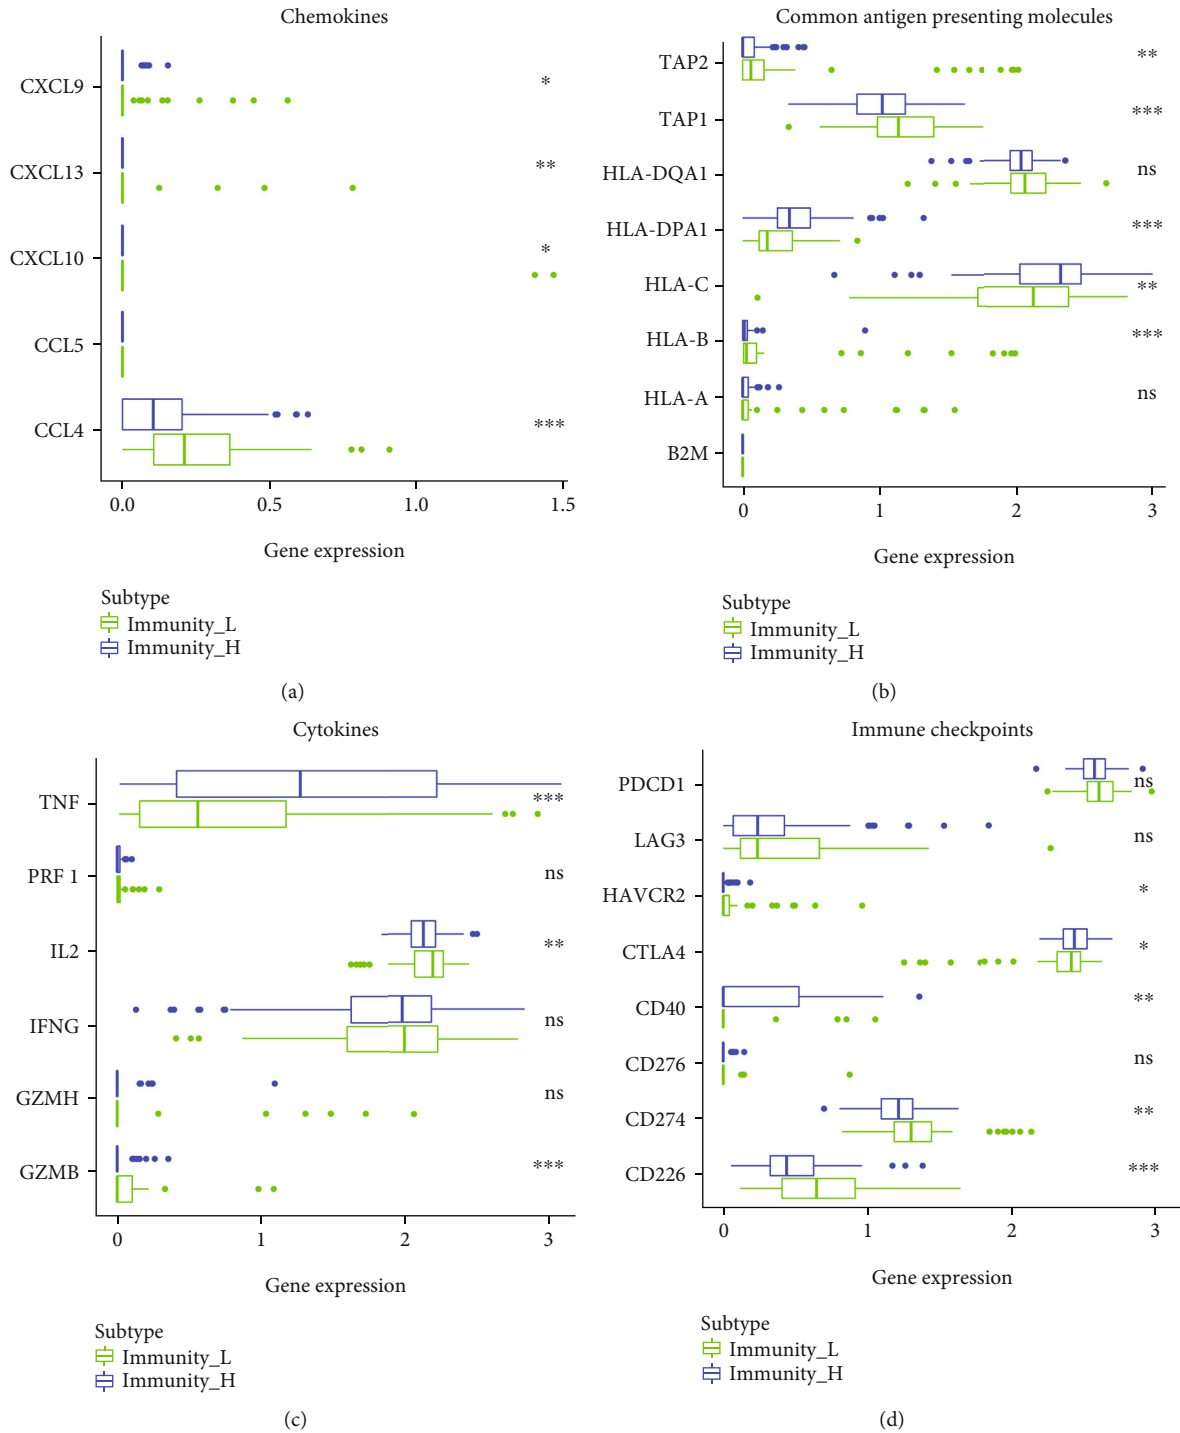 Chemokines
CXCL9
*
CXCL13
**
CXCL10
*
CCL5
CCL4
***
0.0 0.5 1.0 1.5
Gene expression
Subtype
Immunity_L
Immunity_H
(a)
Common antigen presenting molecules
TAP2
**
TAP1
***
HLA-DQA1
ns
HLA-DPA1
***
HLA-C
**
HLA-B
***
HLA-A
ns
B2M
0 1 2 3
Gene expression
Subtype
Immunity_L
Immunity_H
(b)
Cytokines
TNF
***
PRF 1
ns
IL2
**
IFNG
ns
GZMH
ns
GZMB
***
0 1 2 3
Gene expression
Subtype
Immunity_L
Immunity_H
(c)
Immune checkpoints
PDCD1
ns
LAG3
ns
HAVCR2
*
CTLA4
*
CD40
**
CD276
ns
CD274
**
CD226
***
0 1 2 3
Gene expression
Subtype
Immunity_L
Immunity_H
(d)